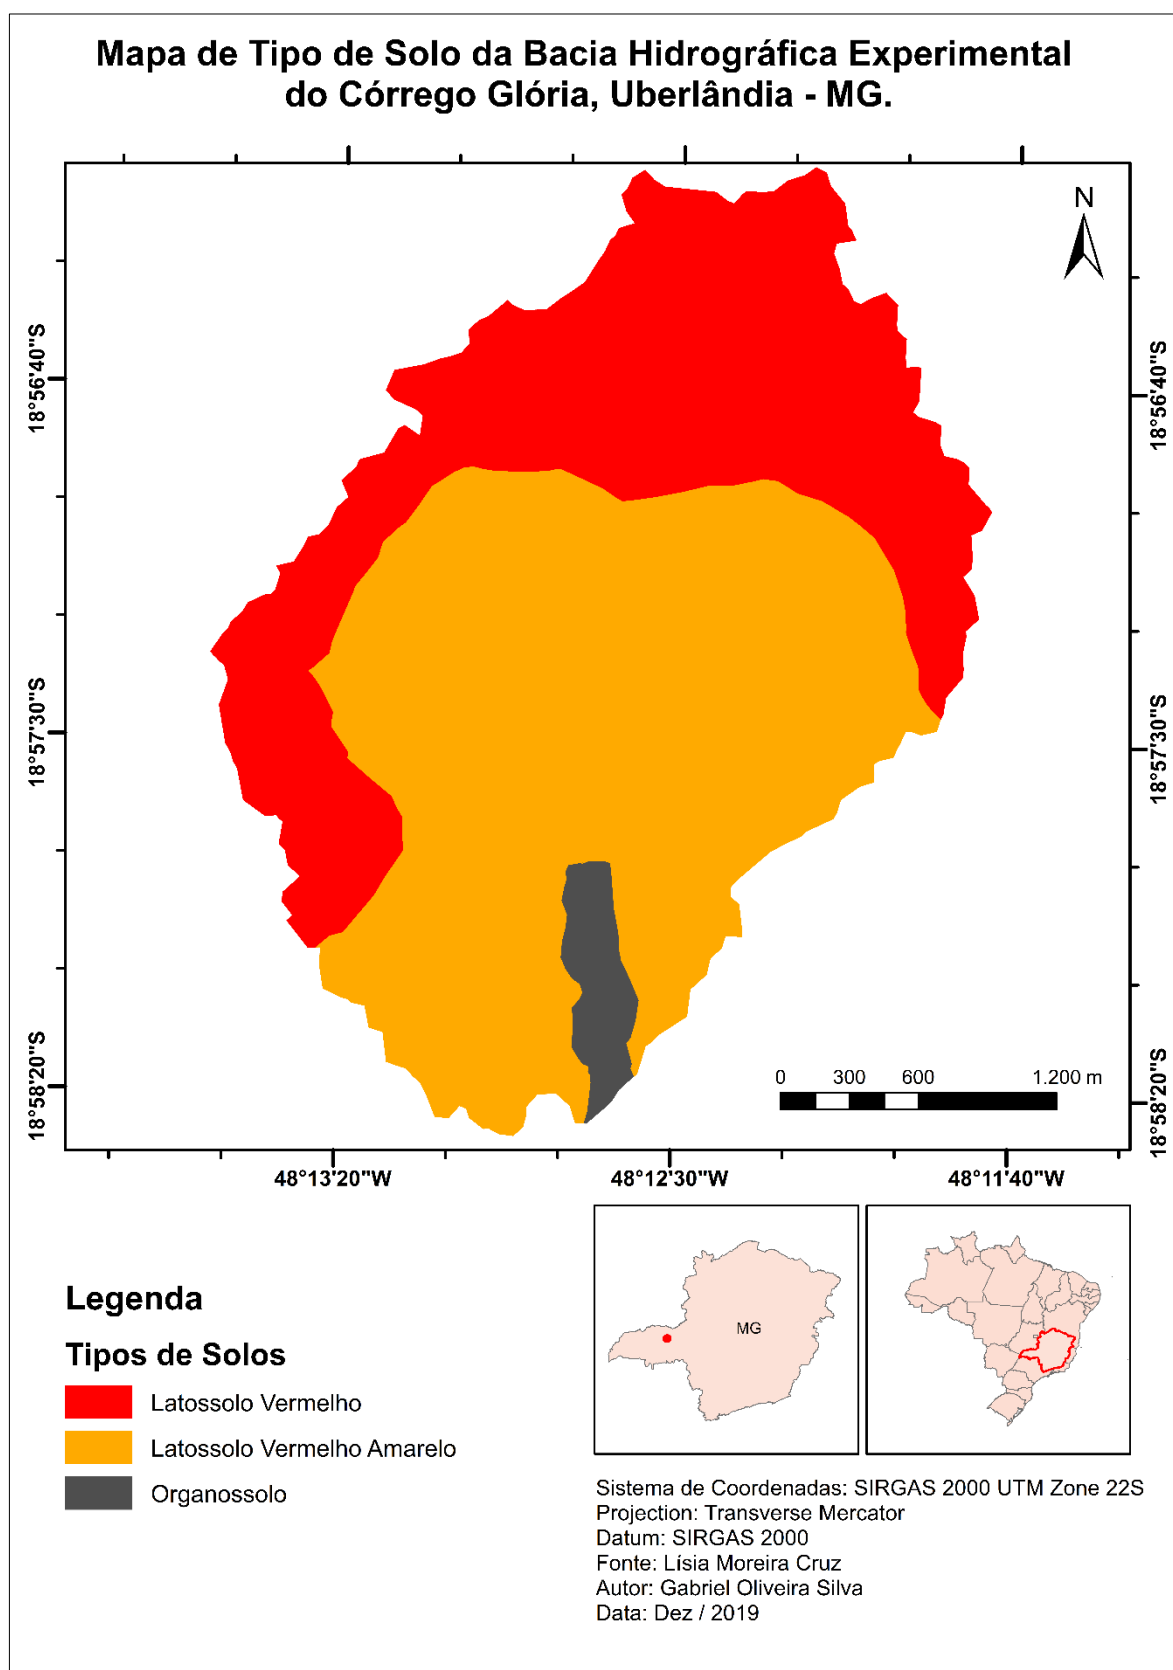 Mapa de Tipo de Solo da Bacia Hidrográfica Experimental
do Córrego Glória, Uberlândia - MG.
N
18°56'40"S
18°56'40"S
18°57'30"S
18°57'30"S
18°58'20"S
18°58'20"S
0 300 600 1.200 m
48°13'20"W 48°12'30"W 48°11'40"W
MG
Legenda
Tipos de Solos
Latossolo Vermelho
Latossolo Vermelho Amarelo
Organossolo
Sistema de Coordenadas: SIRGAS 2000 UTM Zone 22S
Projection: Transverse Mercator
Datum: SIRGAS 2000
Fonte: Lísia Moreira Cruz
Autor: Gabriel Oliveira Silva
Data: Dez / 2019